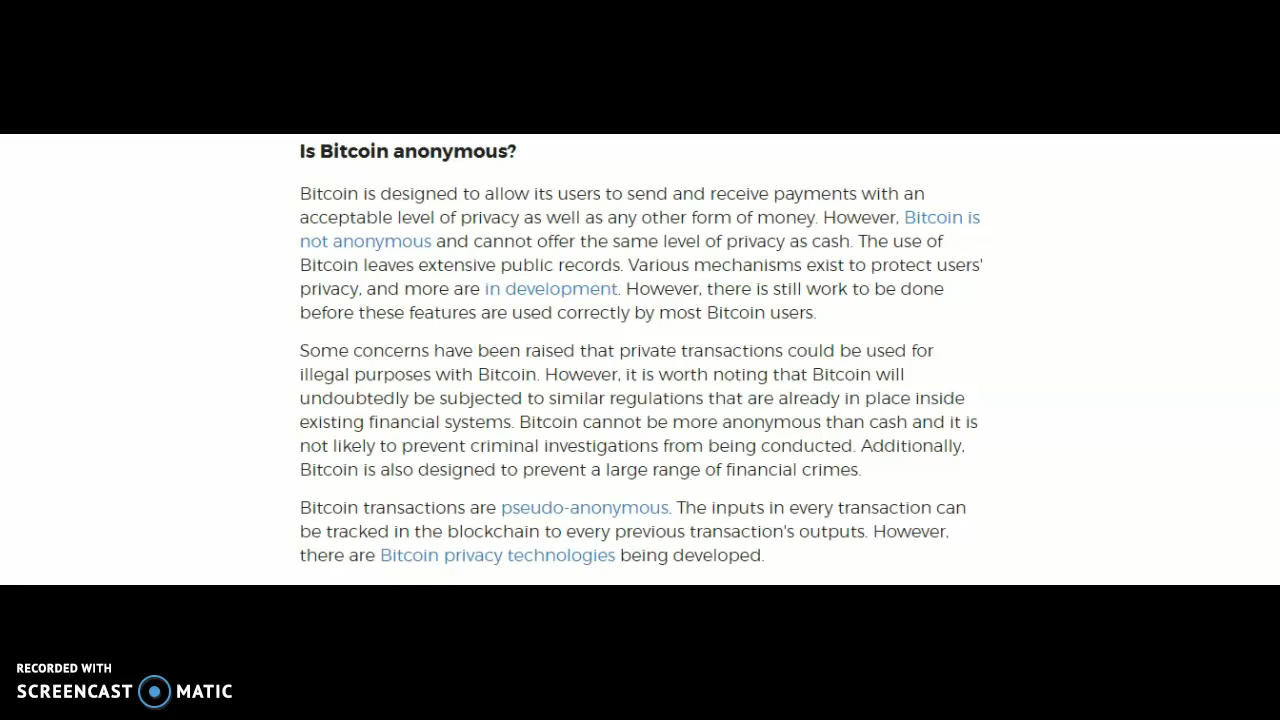 Is Bitcoin anonymous?
Bitcoin is designed to allow its users to send and receive payments with an
acceptable level of privacy as well as any other form of money. However, Bitcoin is
not anonymous and cannot offer the same level of privacy as cash. The use of
Bitcoin leaves extensive public records. Various mechanisms exist to protect users'
privacy, and more are in development. However, there is still work to be done
before these features are used correctly by most Bitcoin users.
Some concerns have been raised that private transactions could be used for
illegal purposes with Bitcoin. However, it is worth noting that Bitcoin will
undoubtedly be subjected to similar regulations that are already in place inside
existing financial systems. Bitcoin cannot be more anonymous than cash and it is
not likely to prevent criminal investigations from being conducted. Additionally,
Bitcoin is also designed to prevent a large range of financial crimes.
Bitcoin transactions are pseudo-anonymous. The inputs in every transaction can
be tracked in the blockchain to every previous transaction's outputs. However,
there are Bitcoin privacy technologies being developed.
RECORDED WITH
SCREENCAST MATIC